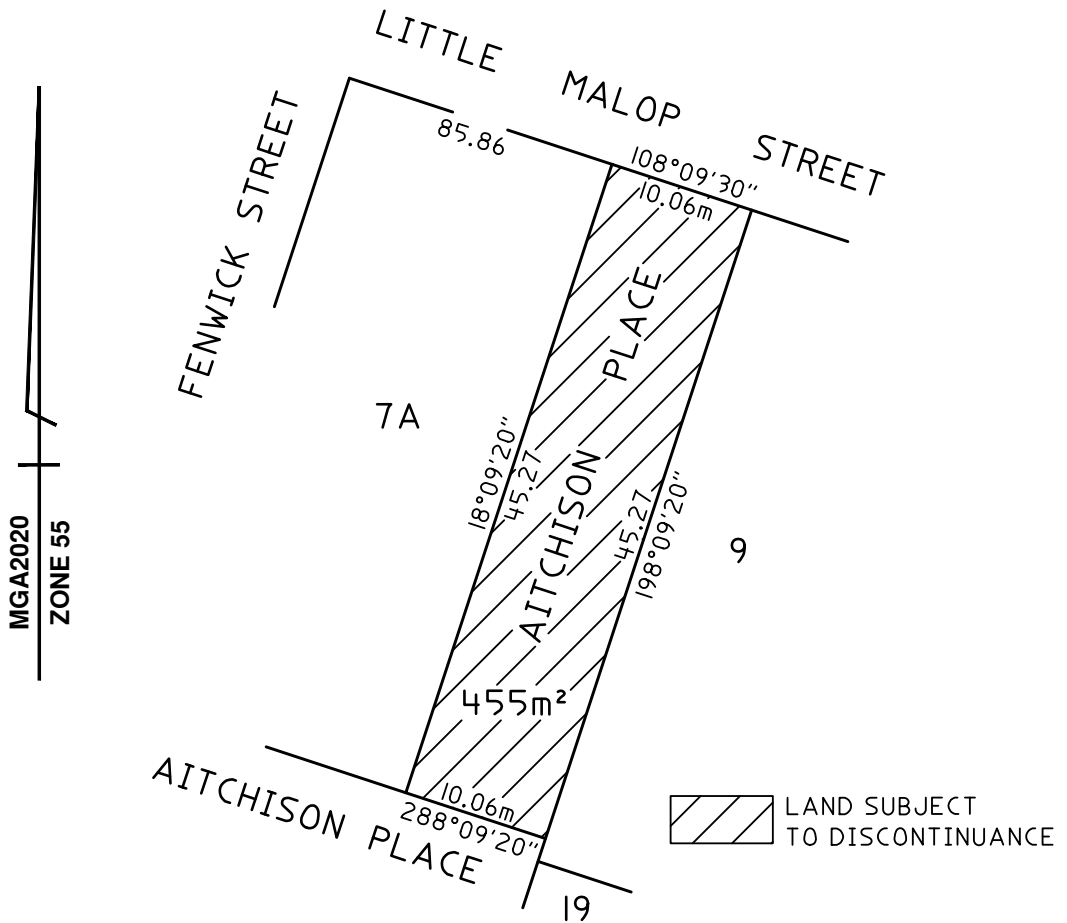 LITTLE MALOP STREET
FENWICK STREET
85.86
108°09'30"
10.06m
AITCHISON PLACE
7A
18°09'20"
45.27
45.27
198°09'20"
9
MGA2020
ZONE 55
455m²
10.06m
288°09'20"
AITCHISON PLACE
19
LAND SUBJECT
TO DISCONTINUANCE